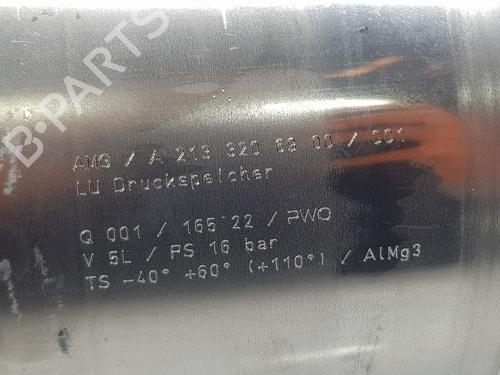 B-PARTS
AMG / A 213 320 69 00 / 001
LU Druckspeicher
Q 001 / 165 22 / PWO
V 5L / PS 16 bar
TS -40° +60° (+110°) / AlMg3